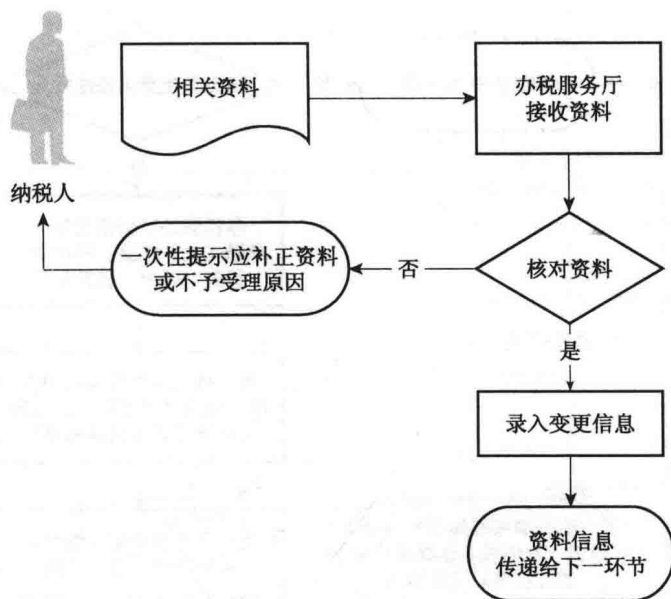 相关资料
办税服务厅
接收资料
纳税人
一次性提示应补正资料
或不予受理原因
否
核对资料
是
录入变更信息
资料信息
传递给下一环节